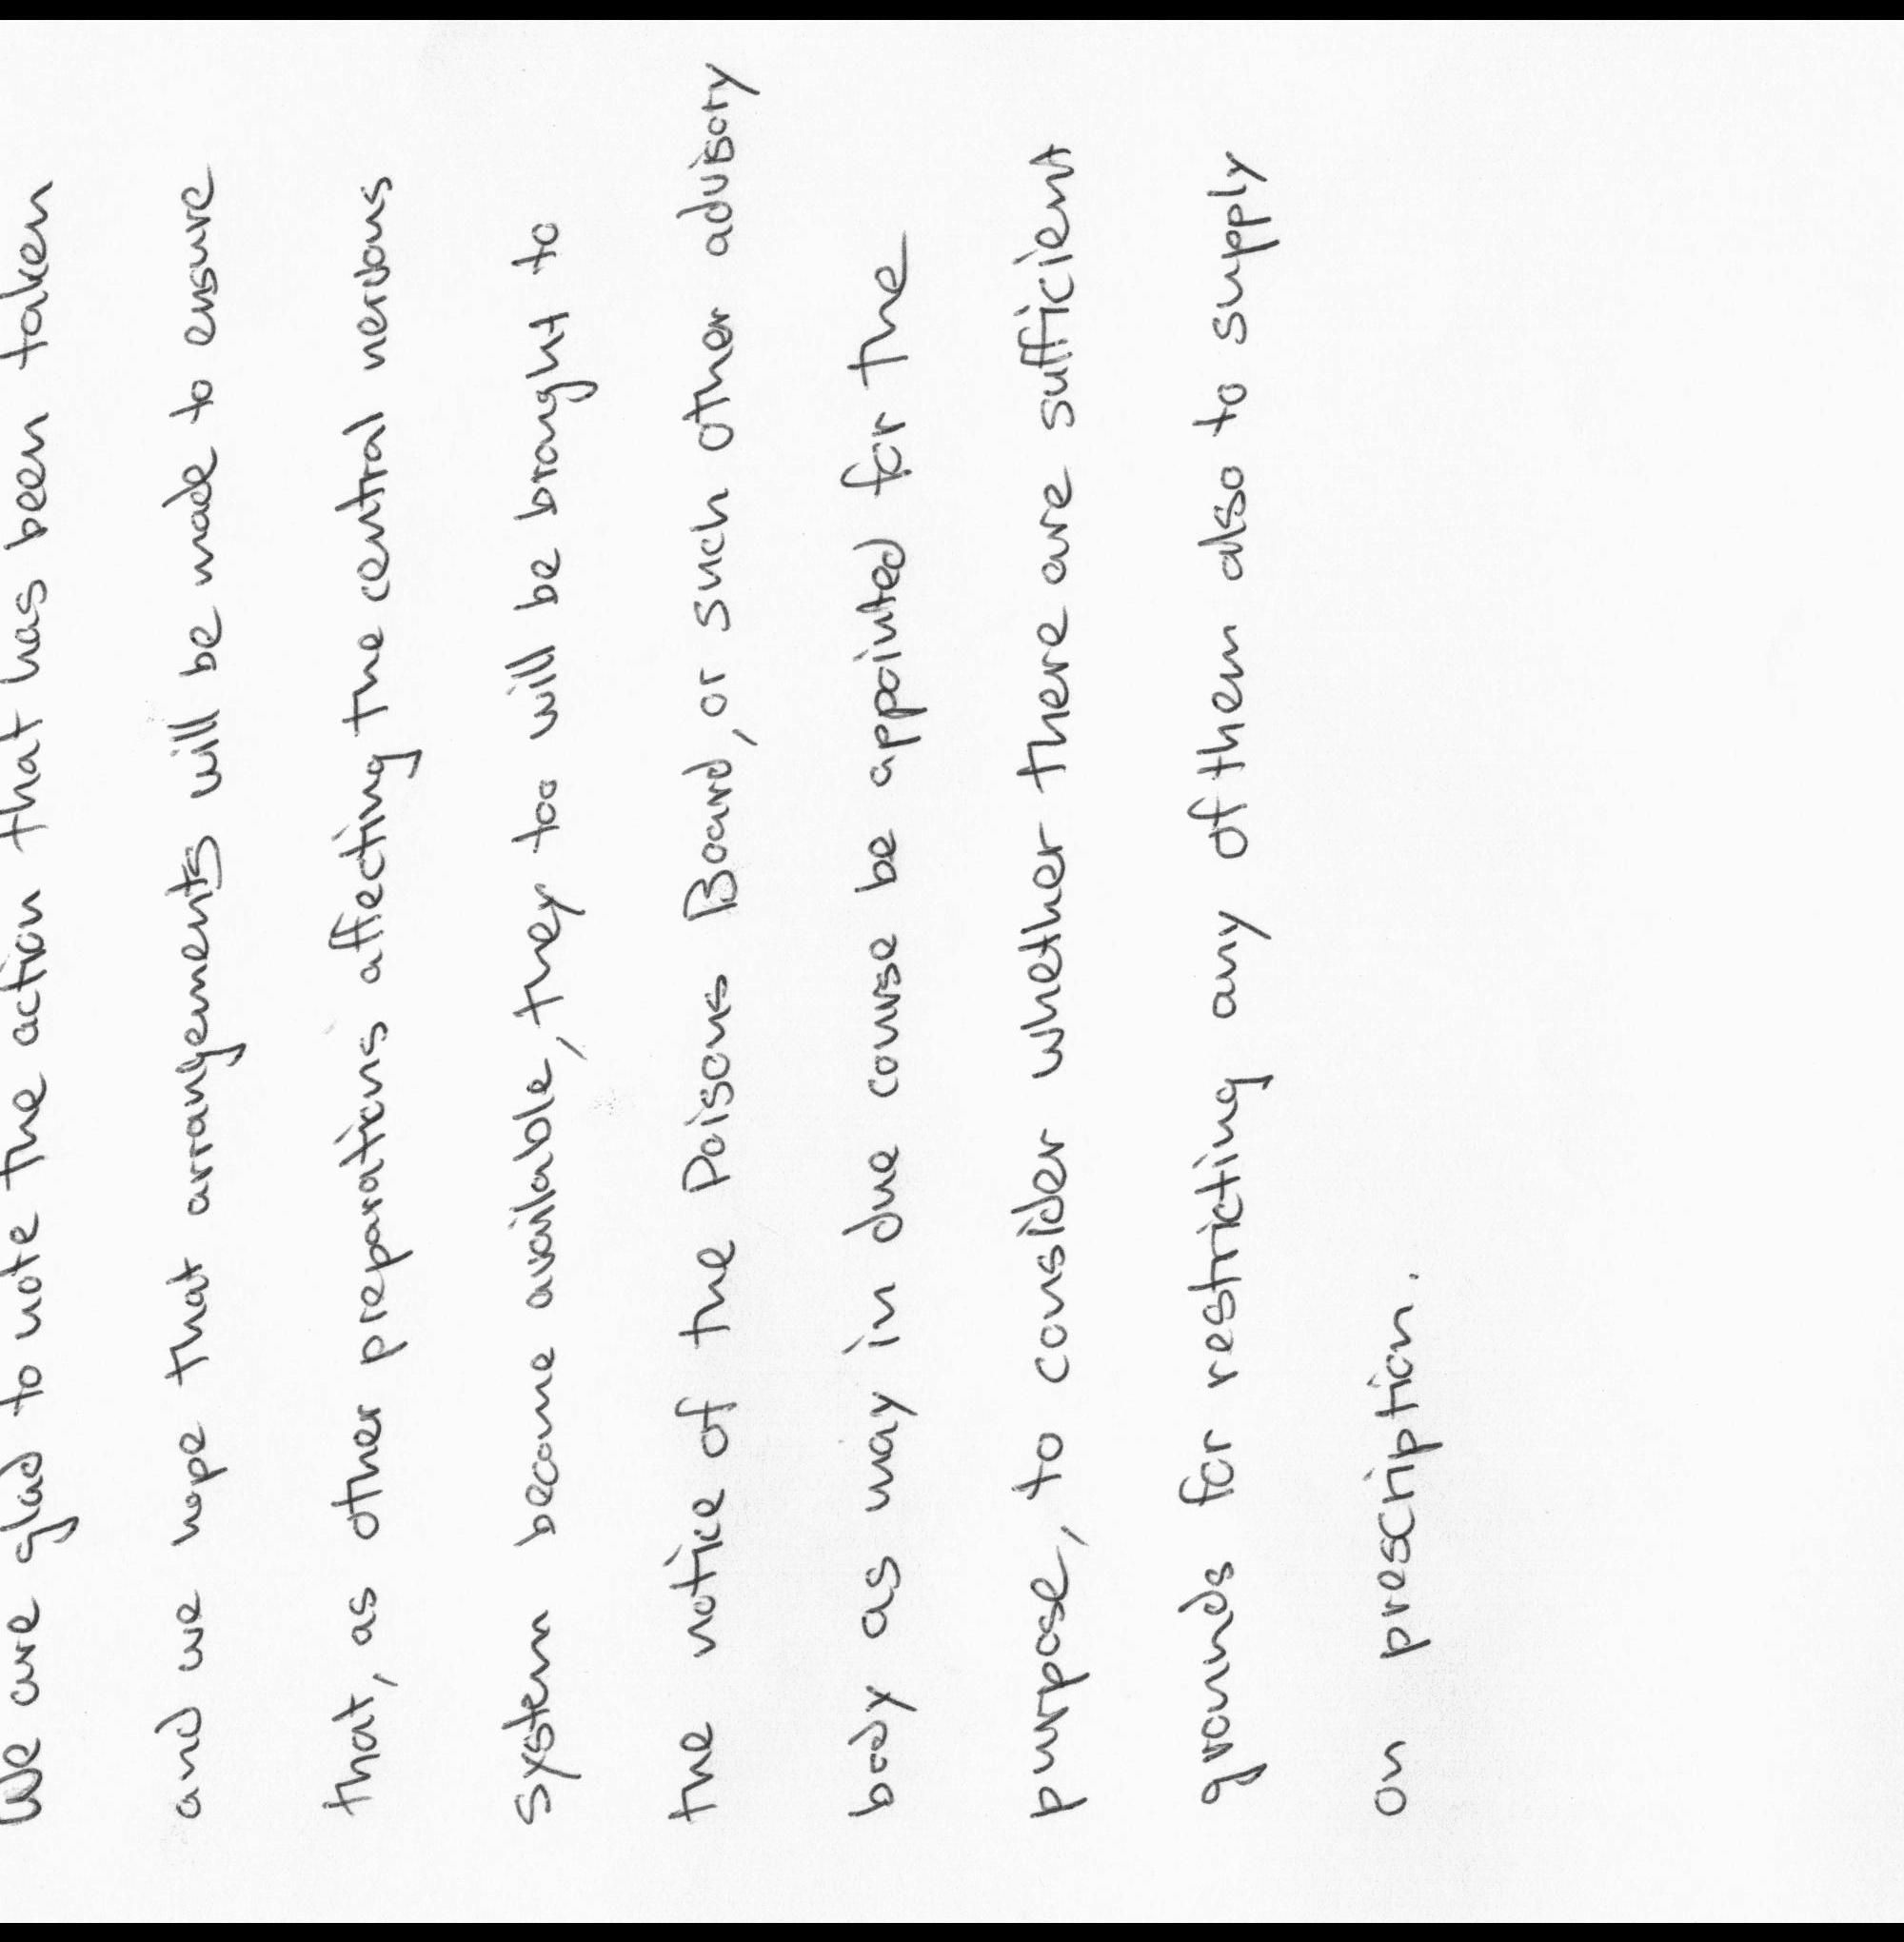 We are glad to note the action that has been taken
and we hope that arrangements will be made to ensure
that, as other preparations affecting the central nervous
system become available, they too will be brought to
the notice of the Poisons Board, or such other advisory
body as may in due course be appointed for the
purpose, to consider whether there are sufficient
grounds for restricting any of them also to supply
on prescription.